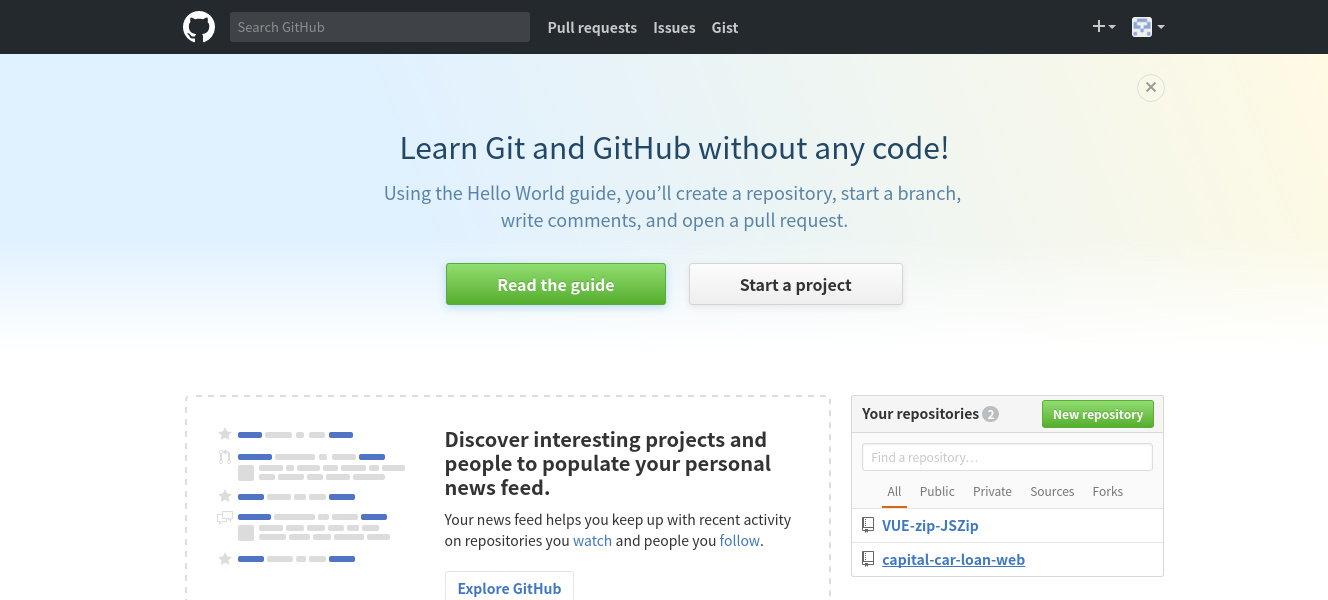 Search GitHub
Pull requests
Issues
Gist
Learn Git and GitHub without any code!
Using the Hello World guide, you’ll create a repository, start a branch,
write comments, and open a pull request.
Read the guide
Start a project
Discover interesting projects and
people to populate your personal
news feed.
Your news feed helps you keep up with recent activity
on repositories you watch and people you follow.
Explore GitHub
Your repositories 2
New repository
Find a repository…
All
Public
Private
Sources
Forks
VUE-zip-JSZip
capital-car-loan-web